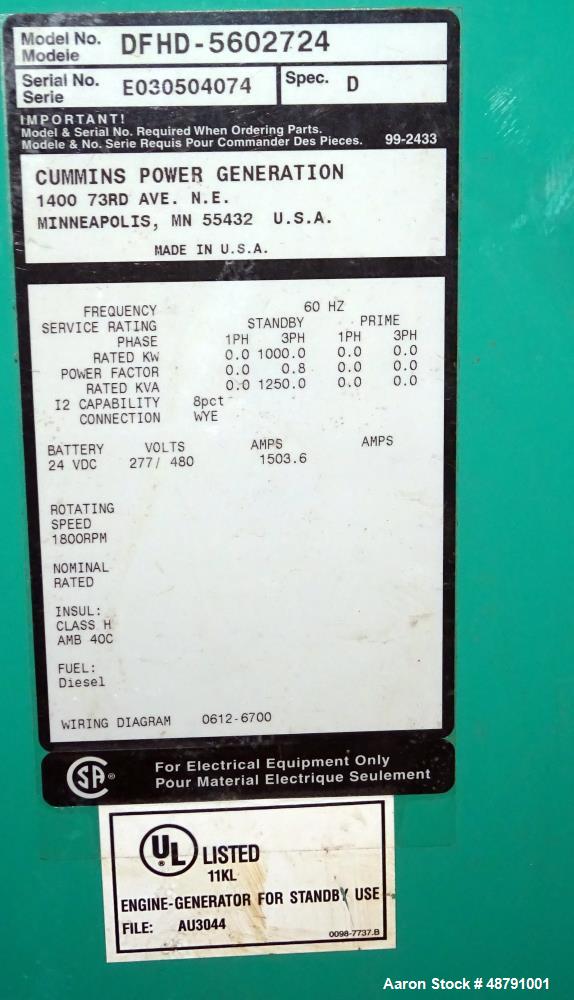 Model No. DFHD-5602724
Modele
Serial No. E030504074 Spec. D
Serie
IMPORTANT!
Model & Serial No. Required When Ordering Parts.
Modele & No. Serie Requis Pour Commander Des Pieces. 99-2433
CUMMINS POWER GENERATION
1400 73RD AVE. N.E.
MINNEAPOLIS, MN 55432 U.S.A.
MADE IN U.S.A.
FREQUENCY 60 HZ
SERVICE RATING STANDBY PRIME
PHASE 1PH 3PH 1PH 3PH
RATED KW 0.0 1000.0 0.0 0.0
POWER FACTOR 0.0 0.8 0.0 0.0
RATED KVA 0.0 1250.0 0.0 0.0
I2 CAPABILITY 8pct
CONNECTION WYE
BATTERY VOLTS AMPS AMPS
24 VDC 277/ 480 1503.6
ROTATING
SPEED
1800RPM
NOMINAL
RATED
INSUL:
CLASS H
AMB 40C
FUEL:
Diesel
WIRING DIAGRAM 0612-6700
SA® For Electrical Equipment Only
Pour Material Electrique Seulement
UL® LISTED
11KL
ENGINE-GENERATOR FOR STANDBY USE
FILE: AU3044
0098-7737.B
Aaron Stock # 48791001